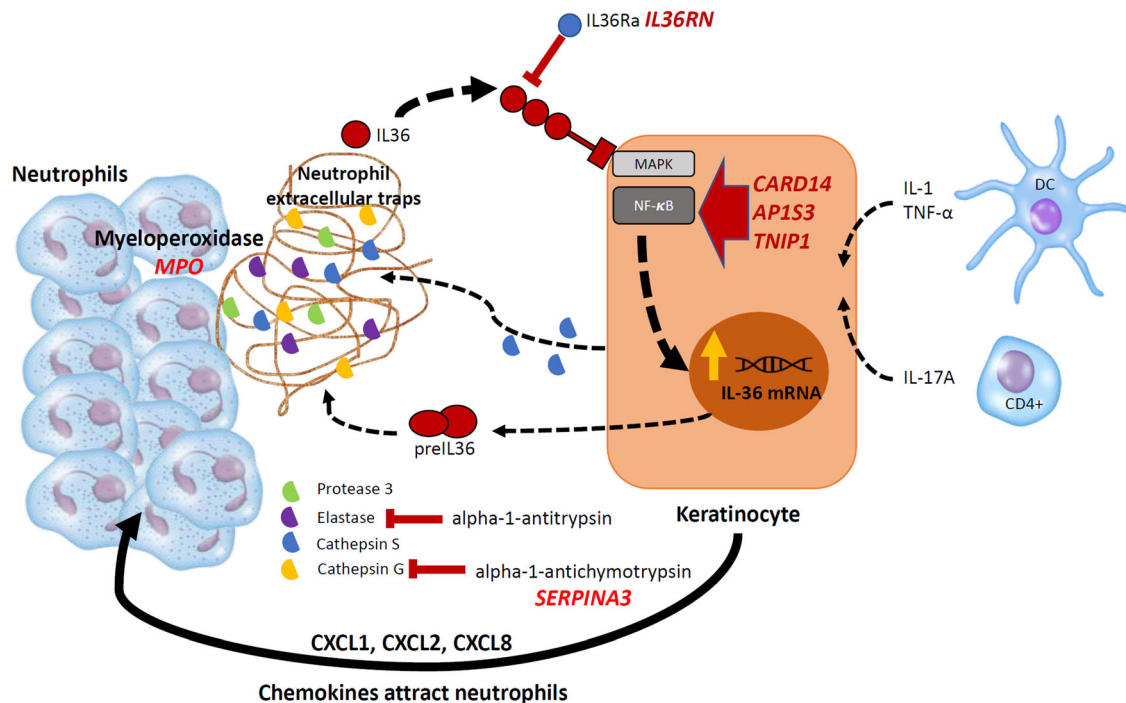 IL36Ra IL36RN
IL36
Neutrophils
Neutrophil
extracellular traps
Myeloperoxidase
MPO
MAPK
NF-κB
CARD14
AP1S3
TNIP1
IL-1
TNF-α
DC
IL-17A
CD4+
IL-36 mRNA
preIL36
Protease 3
Elastase
alpha-1-antitrypsin
Cathepsin S
Cathepsin G
alpha-1-antichymotrypsin
SERPINA3
Keratinocyte
CXCL1, CXCL2, CXCL8
Chemokines attract neutrophils